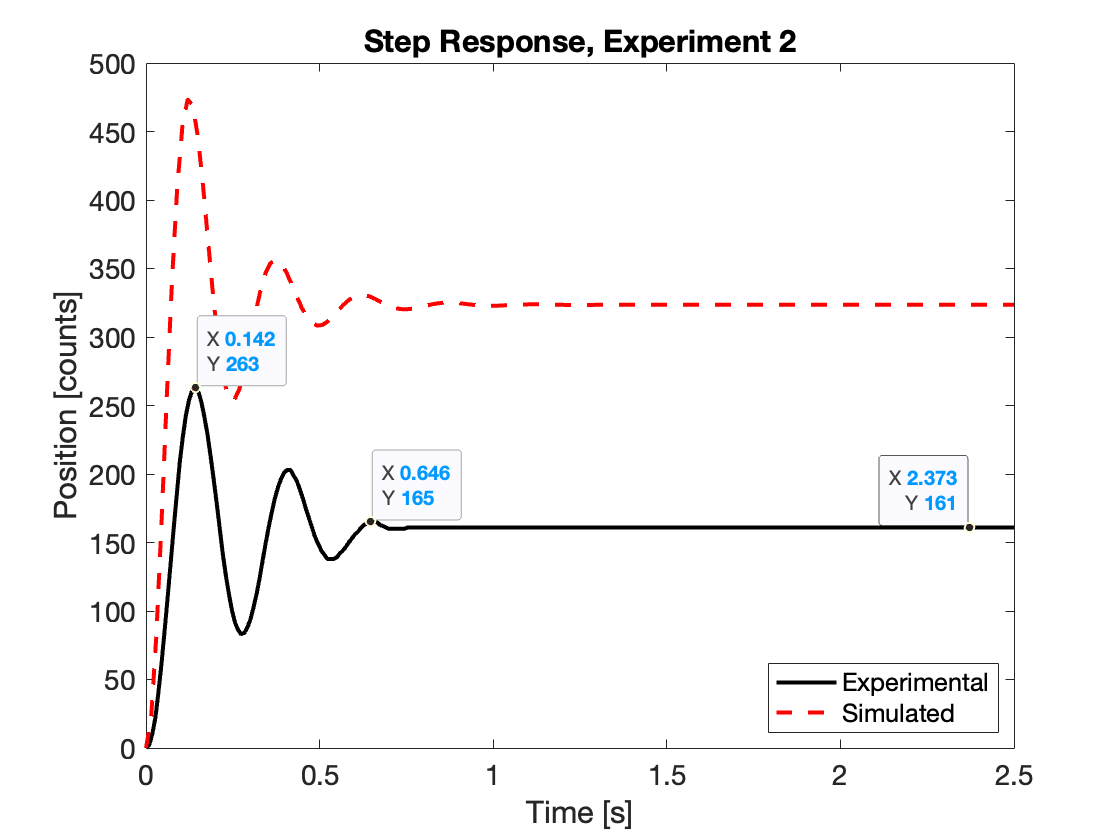 Step Response, Experiment 2
500
450
400
350
300
250
200
150
100
50
0
Position [counts]
X 0.142
Y 263
X 0.646
Y 165
X 2.373
Y 161
Experimental
Simulated
0 0.5 1 1.5 2 2.5
Time [s]